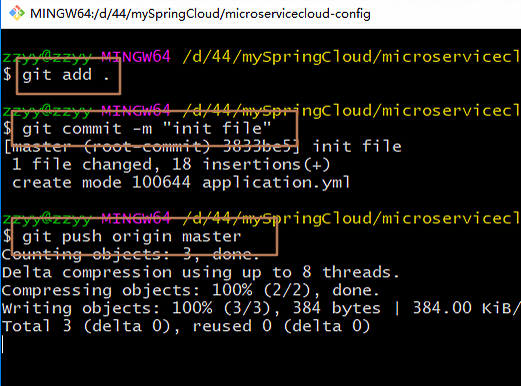 MINGW64:/d/44/mySpringCloud/microservicecloud-config
zzyy@zzyy MINGW64 /d/44/mySpringCloud/microservicecl
$ git add .
zzyy@zzyy MINGW64 /d/44/mySpringCloud/microservicecl
$ git commit -m "init file"
[master (root-commit) 3833be5] init file
1 file changed, 18 insertions(+)
create mode 100644 application.yml
zzyy@zzyy MINGW64 /d/44/mySpringCloud/microservicecl
$ git push origin master
Counting objects: 3, done.
Delta compression using up to 8 threads.
Compressing objects: 100% (2/2), done.
Writing objects: 100% (3/3), 384 bytes | 384.00 KiB/
Total 3 (delta 0), reused 0 (delta 0)